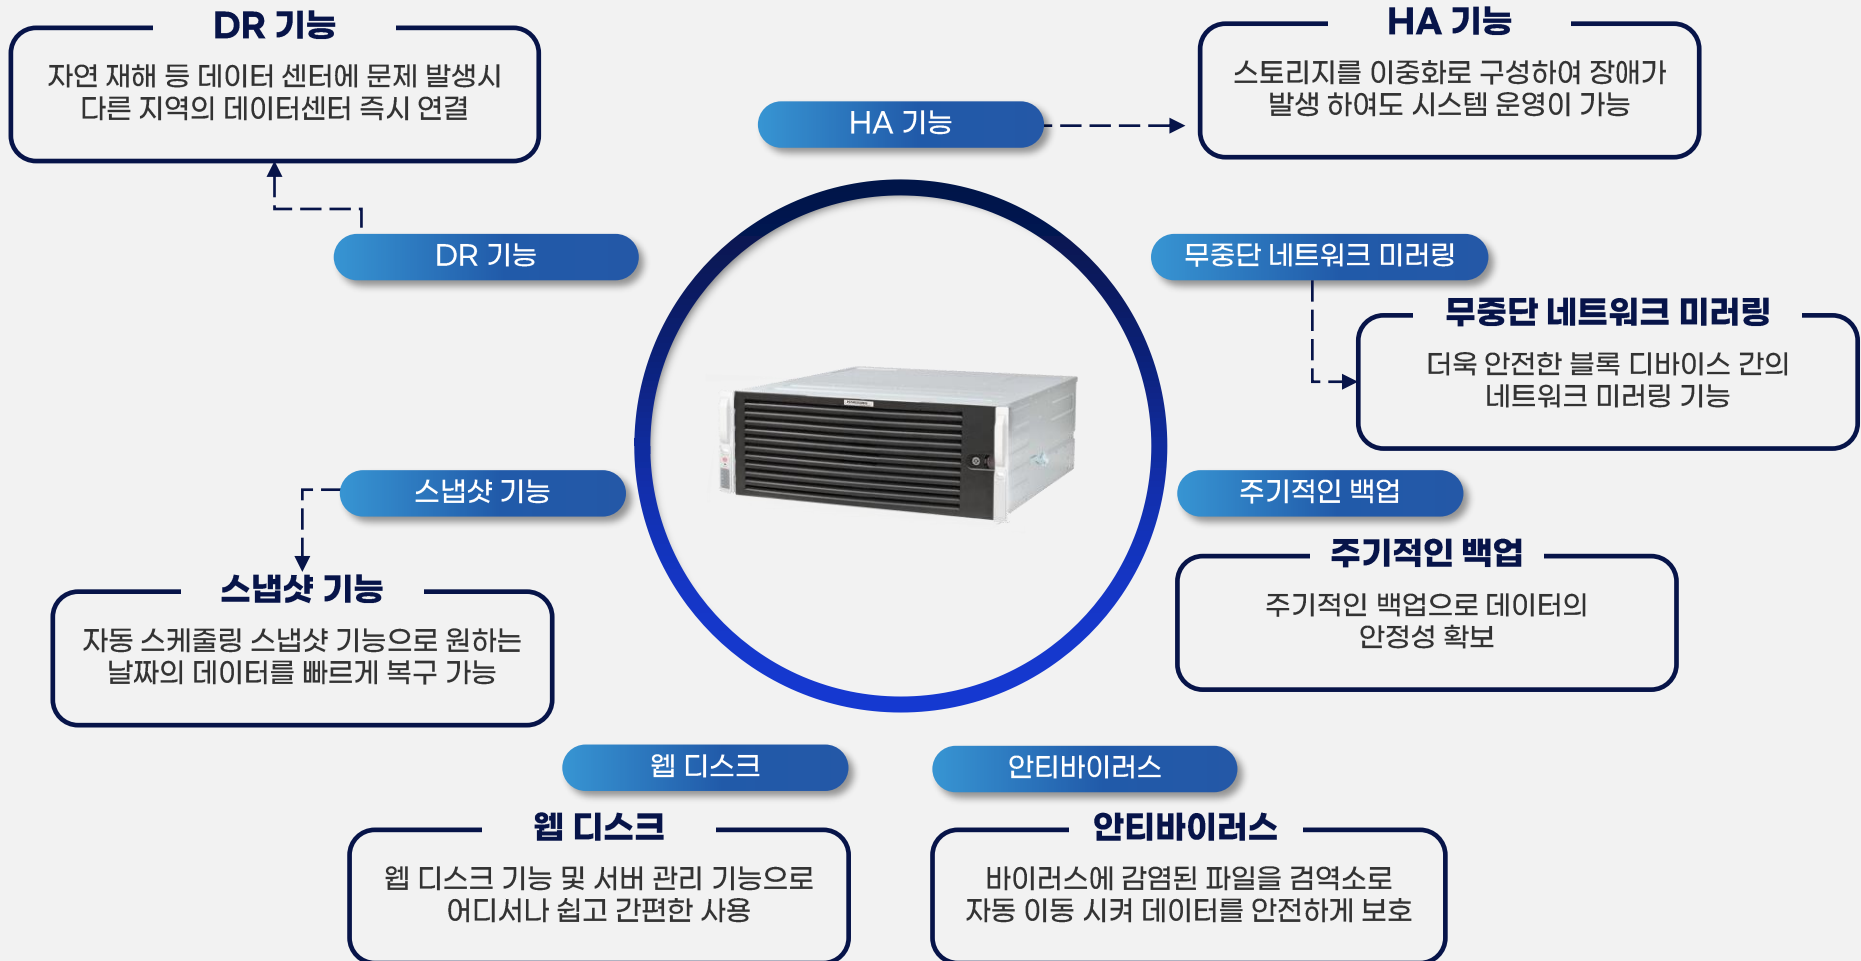 DR 기능
자연 재해 등 데이터 센터에 문제 발생시
다른 지역의 데이터센터 즉시 연결
HA 기능
스토리지를 이중화로 구성하여 장애가
발생 하여도 시스템 운영이 가능
HA 기능
DR 기능
무중단 네트워크 미러링
무중단 네트워크 미러링
더욱 안전한 블록 디바이스 간의
네트워크 미러링 기능
스냅샷 기능
주기적인 백업
스냅샷 기능
자동 스케줄링 스냅샷 기능으로 원하는
날짜의 데이터를 빠르게 복구 가능
주기적인 백업
주기적인 백업으로 데이터의
안정성 확보
웹 디스크
안티바이러스
웹 디스크
웹 디스크 기능 및 서버 관리 기능으로
어디서나 쉽고 간편한 사용
안티바이러스
바이러스에 감염된 파일을 검역소로
자동 이동 시켜 데이터를 안전하게 보호